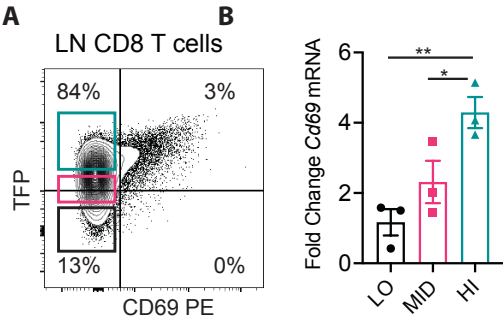 A
LN CD8 T cells
84%
3%
13%
0%
TFP
CD69 PE
B
Fold Change Cd69 mRNA
6
4
2
0
**
*
LO
MID
HI